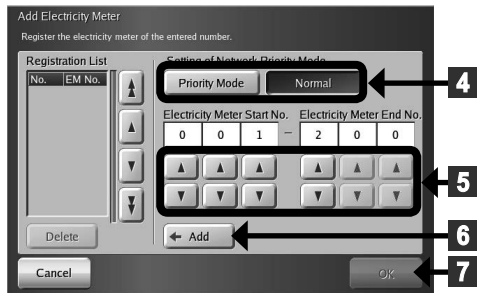 Add Electricity Meter
Register the electricity meter of the entered number.
Registration List
No. EM No.
Delete
Cancel
Setting of Network Priority Mode
Priority Mode Normal
4
Electricity Meter Start No. Electricity Meter End No.
0 0 1 – 2 0 0
5
Add
6
OK
7